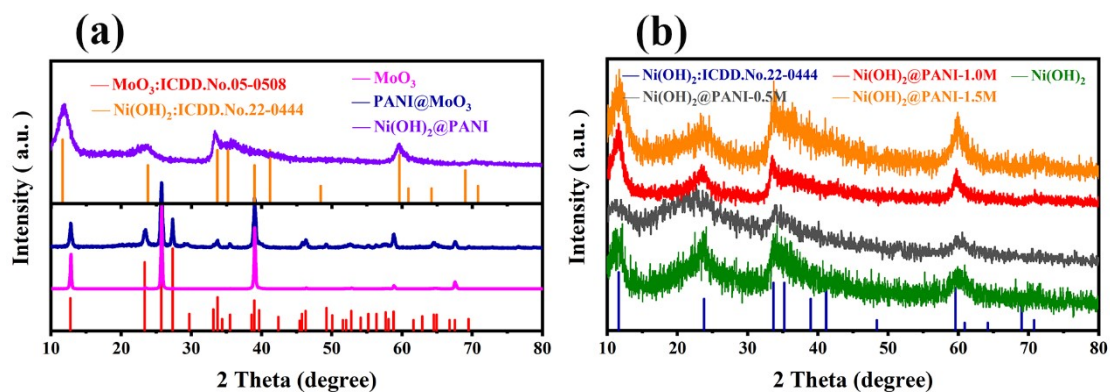 (a)
MoO₃:ICDD.No.05-0508
Ni(OH)₂:ICDD.No.22-0444
MoO₃
PANI@MoO₃
Ni(OH)₂@PANI
Intensity ( a.u.)
10 20 30 40 50 60 70 80
2 Theta (degree)
(b)
Ni(OH)₂:ICDD.No.22-0444
Ni(OH)₂@PANI-0.5M
Ni(OH)₂@PANI-1.0M
Ni(OH)₂@PANI-1.5M
Ni(OH)₂
Intensity ( a.u.)
10 20 30 40 50 60 70 80
2 Theta (degree)